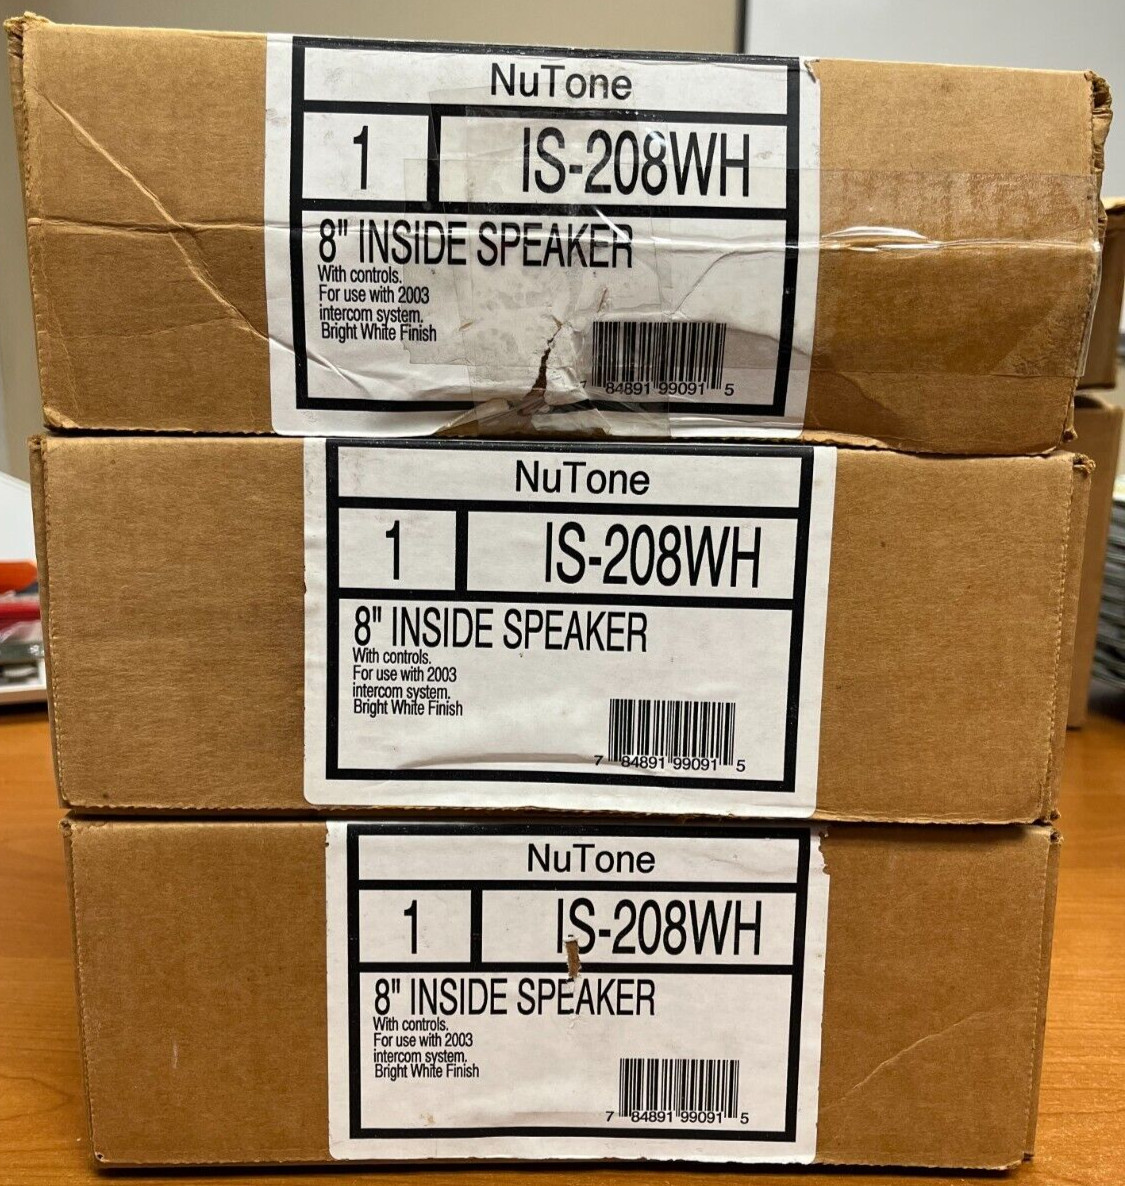 NuTone
1 IS-208WH
8" INSIDE SPEAKER
With controls.
For use with 2003
intercom system.
Bright White Finish
7 84891 99091 5
NuTone
1 IS-208WH
8" INSIDE SPEAKER
With controls.
For use with 2003
intercom system.
Bright White Finish
7 84891 99091 5
NuTone
1 IS-208WH
8" INSIDE SPEAKER
With controls.
For use with 2003
intercom system.
Bright White Finish
7 84891 99091 5